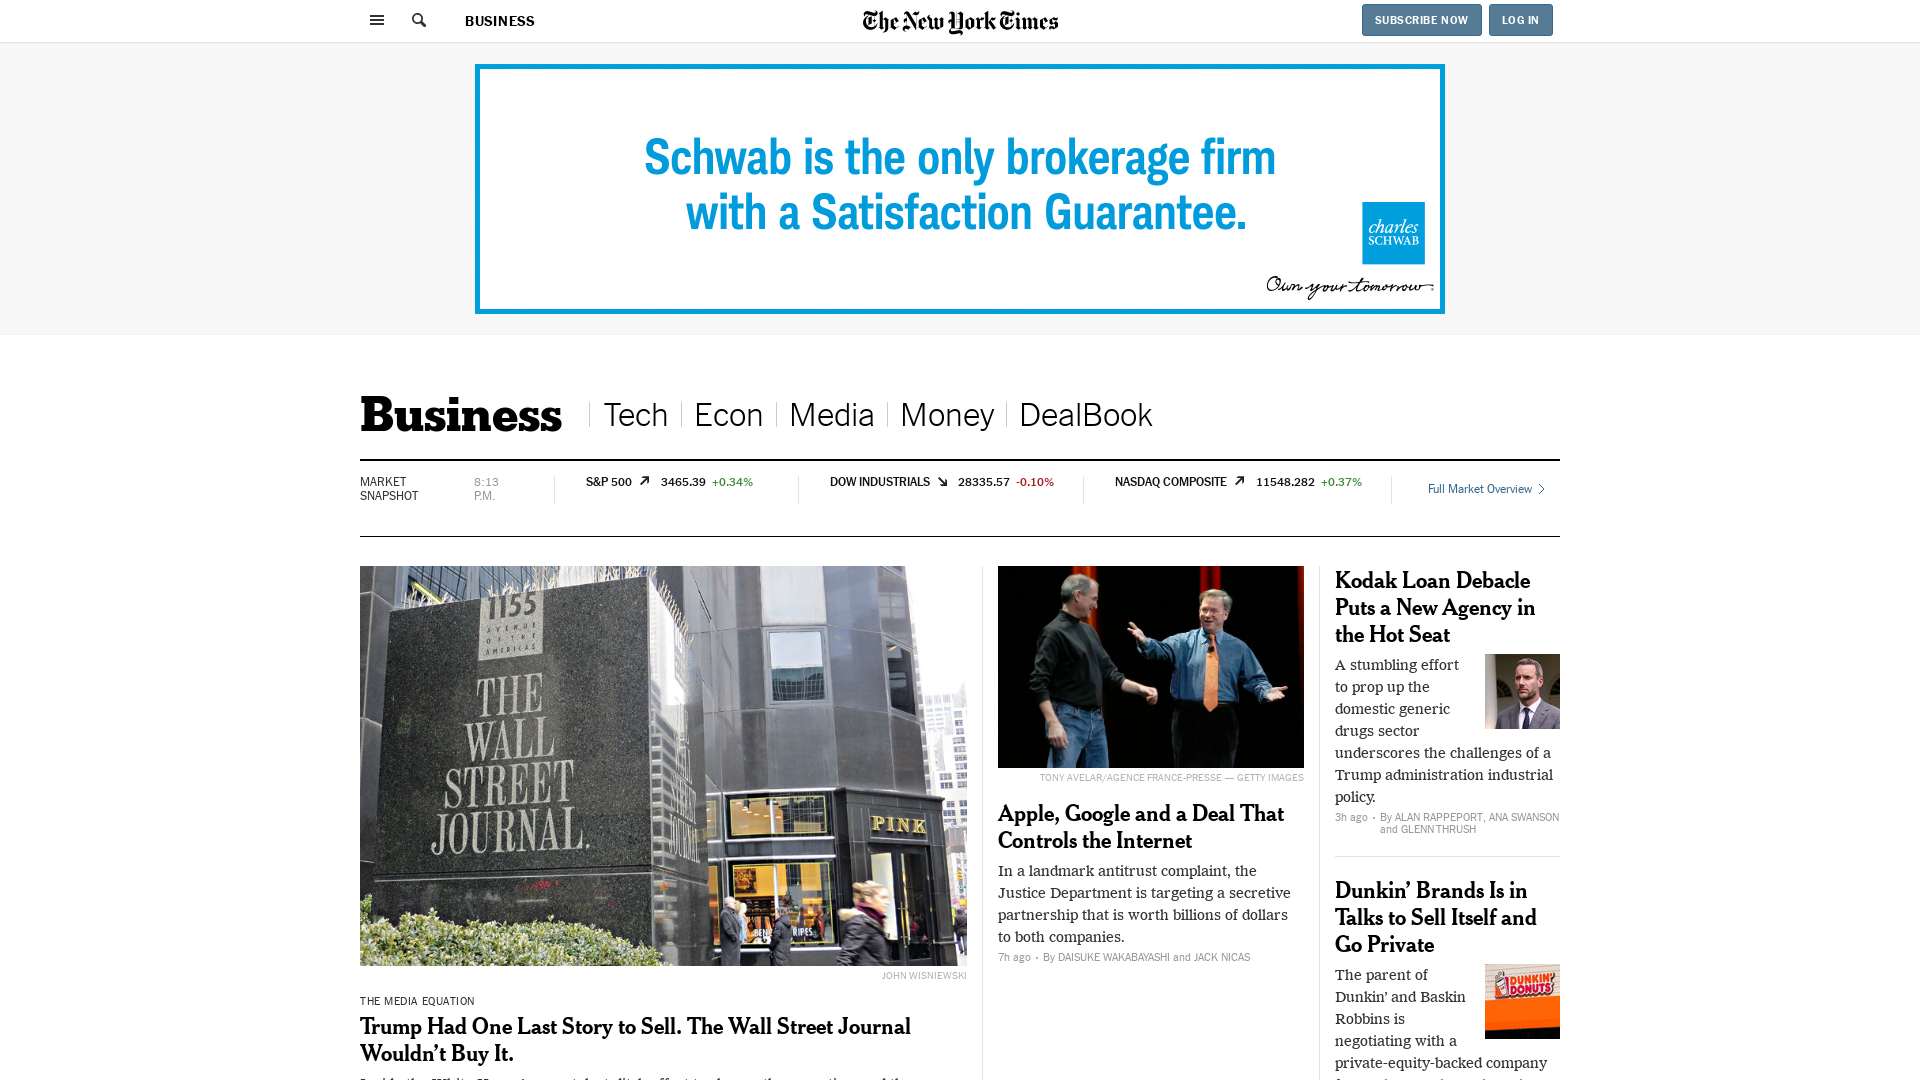 BUSINESS
The New York Times
SUBSCRIBE NOW
LOG IN
Schwab is the only brokerage firm
with a Satisfaction Guarantee.
charles
SCHWAB
Own your tomorrow.
Business
Tech
Econ
Media
Money
DealBook
MARKET
SNAPSHOT
8:13
P.M.
S&P 500 3465.39 +0.34%
DOW INDUSTRIALS 28335.57 -0.10%
NASDAQ COMPOSITE 11548.282 +0.37%
Full Market Overview
1155
AVENUE
OF THE
AMERICAS
THE
WALL
STREET
JOURNAL.
PINK
JOHN WISNIEWSKI
THE MEDIA EQUATION
Trump Had One Last Story to Sell. The Wall Street Journal
Wouldn’t Buy It.
TONY AVELAR/AGENCE FRANCE-PRESSE — GETTY IMAGES
Apple, Google and a Deal That
Controls the Internet
In a landmark antitrust complaint, the
Justice Department is targeting a secretive
partnership that is worth billions of dollars
to both companies.
7h ago · By DAISUKE WAKABAYASHI and JACK NICAS
Kodak Loan Debacle
Puts a New Agency in
the Hot Seat
A stumbling effort
to prop up the
domestic generic
drugs sector
underscores the challenges of a
Trump administration industrial
policy.
3h ago · By ALAN RAPPEPORT, ANA SWANSON
and GLENN THRUSH
Dunkin’ Brands Is in
Talks to Sell Itself and
Go Private
The parent of
Dunkin’ and Baskin
Robbins is
negotiating with a
private-equity-backed company
DUNKIN'
DONUTS